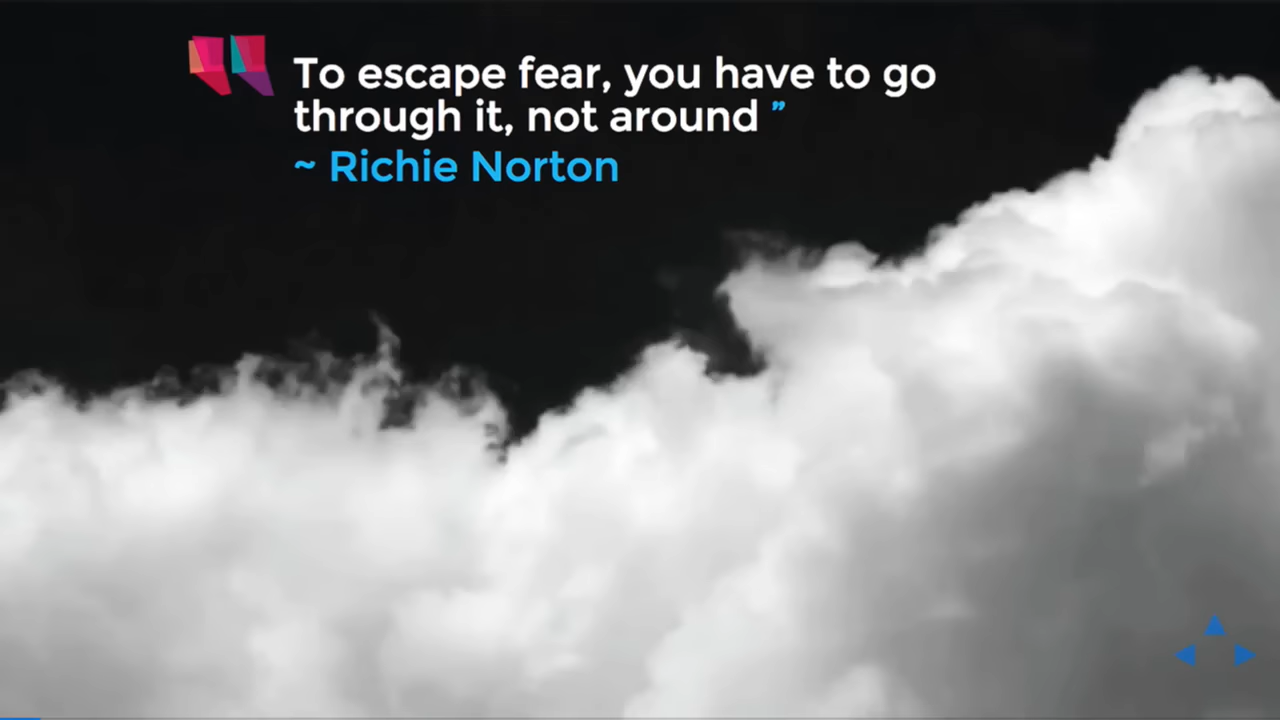 To escape fear, you have to go
through it, not around ”
~ Richie Norton